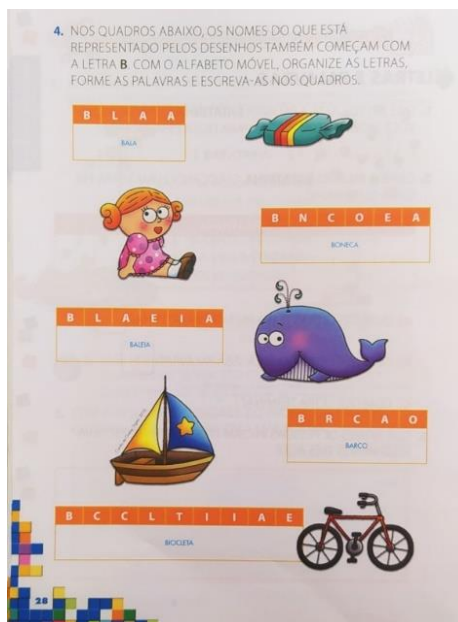 4. NOS QUADROS ABAIXO, OS NOMES DO QUE ESTÁ
REPRESENTADO PELOS DESENHOS TAMBÉM COMEÇAM COM
A LETRA B. COM O ALFABETO MÓVEL, ORGANIZE AS LETRAS,
FORME AS PALAVRAS E ESCREVA-AS NOS QUADROS.
B L A A
BALA
B N C O E A
BONECA
B L A E I A
BALEIA
B R C A O
BARCO
B C C L T I I A E
BICICLETA
28